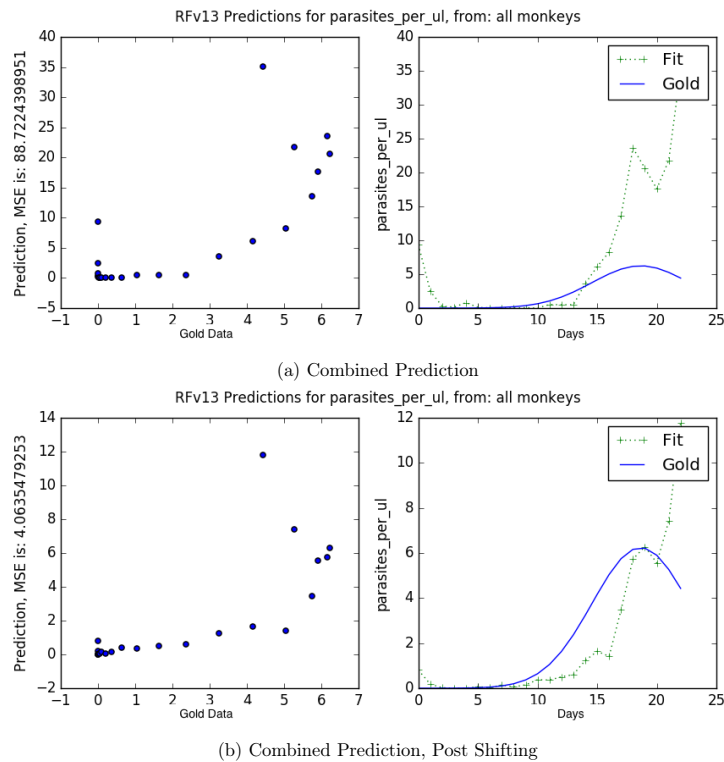 RFv13 Predictions for parasites_per_ul, from: all monkeys
Prediction, MSE is: 88.7224398951
40
35
30
25
20
15
10
5
0
−5
−1 0 1 2 3 4 5 6 7
Gold Data
parasites_per_ul
40
35
30
25
20
15
10
5
0
Fit
Gold
0 5 10 15 20 25
Days
(a) Combined Prediction
RFv13 Predictions for parasites_per_ul, from: all monkeys
Prediction, MSE is: 4.0635479253
14
12
10
8
6
4
2
0
−2
−1 0 1 2 3 4 5 6 7
Gold Data
parasites_per_ul
12
10
8
6
4
2
0
Fit
Gold
0 5 10 15 20 25
Days
(b) Combined Prediction, Post Shifting